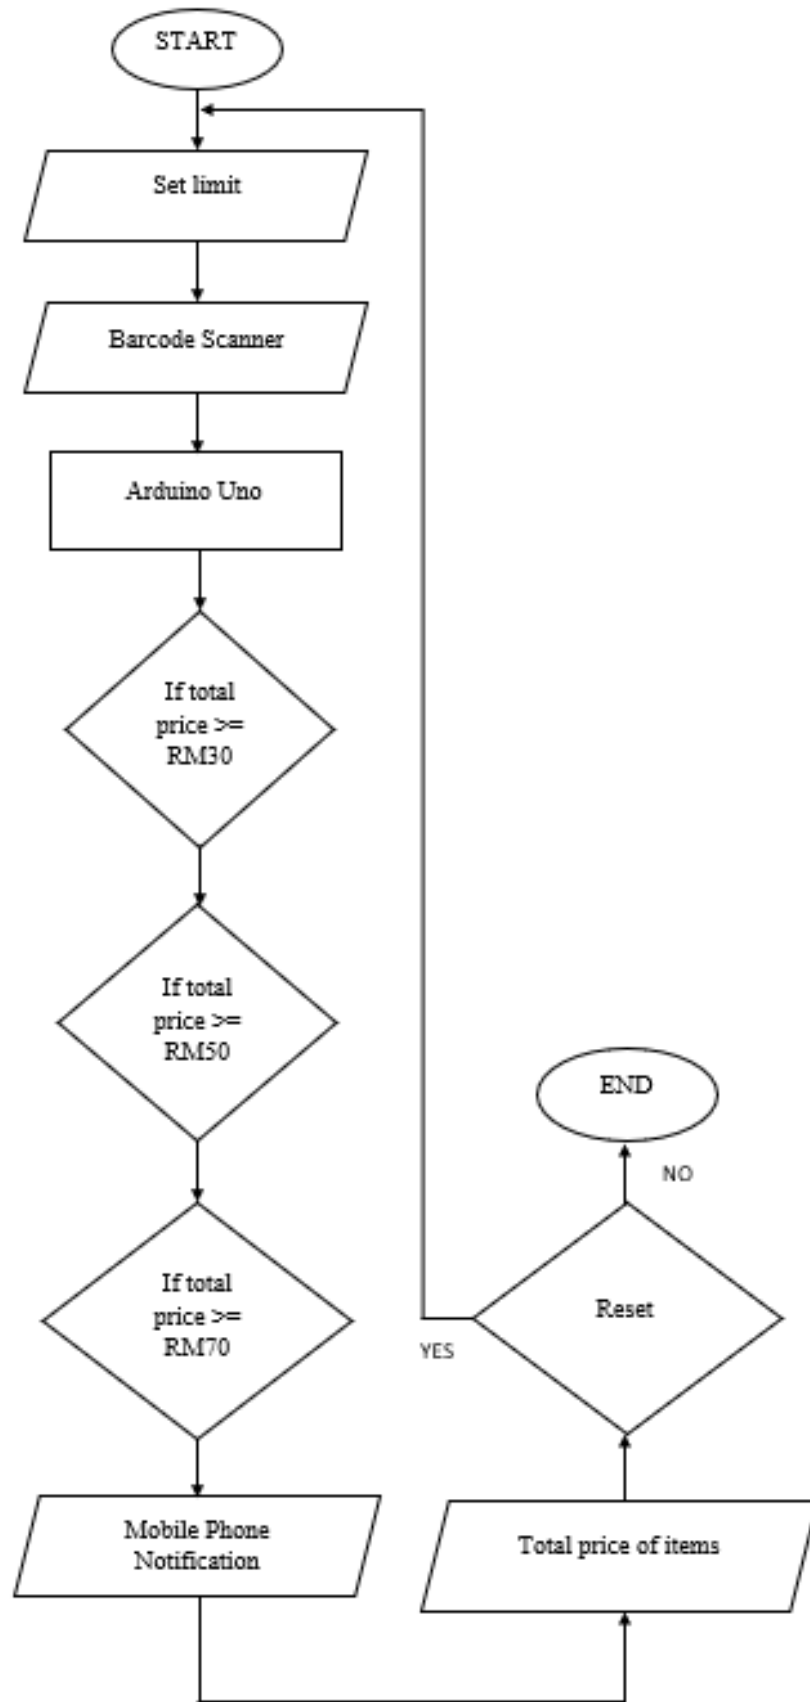 START
Set limit
Barcode Scanner
Arduino Uno
If total
price >=
RM30
If total
price >=
RM50
If total
price >=
RM70
Mobile Phone
Notification
Total price of items
Reset
YES
NO
END